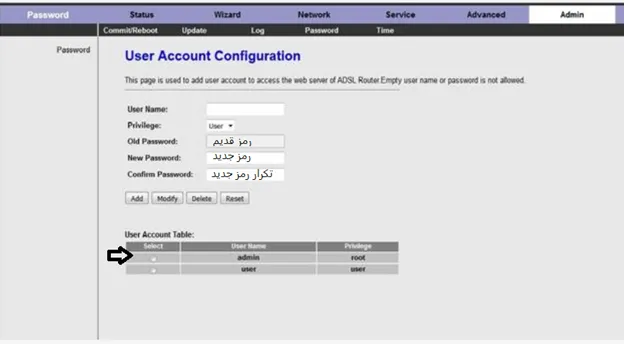 Password Status Wizard Network Service Advanced Admin
Commit/Reboot Update Log Password Time
Password
User Account Configuration
This page is used to add user account to access the web server of ADSL Router.Empty user name or password is not allowed.
User Name:
Privilege: User
Old Password: رمز قدیم
New Password: رمز جدید
Confirm Password: تکرار رمز جدید
Add Modify Delete Reset
User Account Table:
Select User Name Privilege
admin root
user user